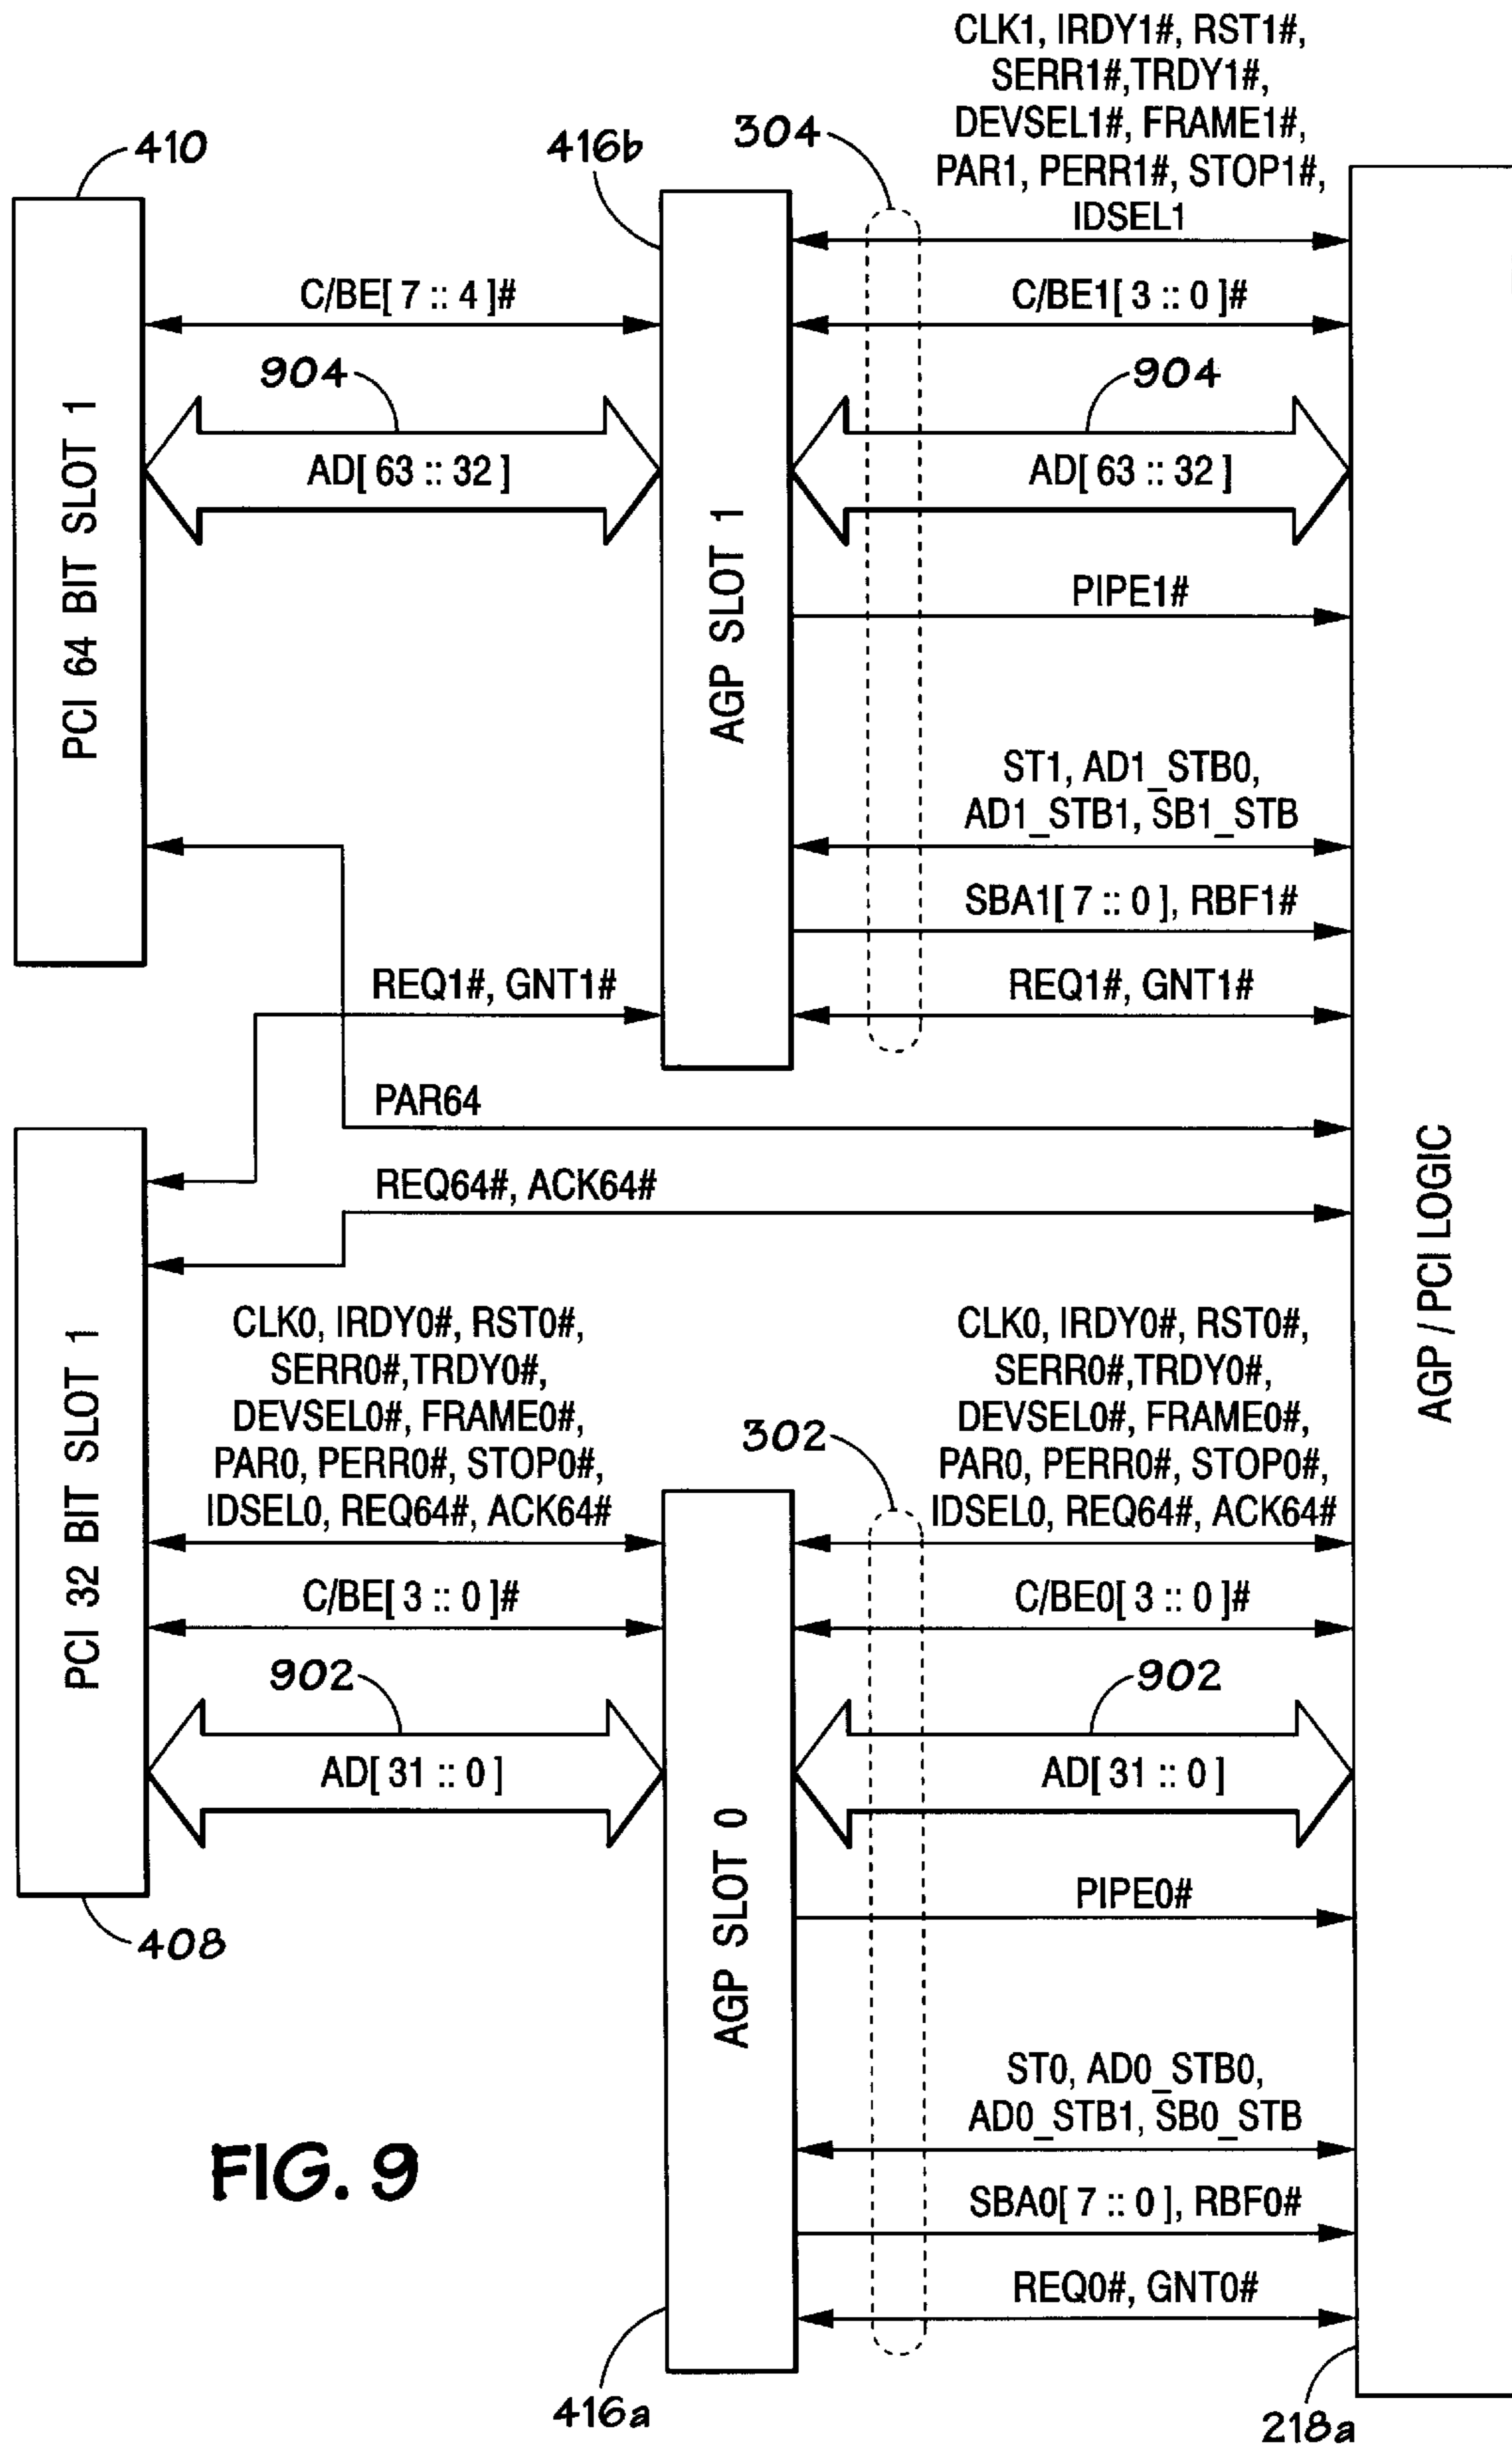 CLK1, IRDY1#, RST1#,
SERR1#,TRDY1#,
DEVSEL1#, FRAME1#,
PAR1, PERR1#, STOP1#,
IDSEL1
410
416b
304
C/BE[ 7 :: 4 ]#
C/BE1[ 3 :: 0 ]#
904
904
AD[ 63 :: 32 ]
AD[ 63 :: 32 ]
PCI 64 BIT SLOT 1
AGP SLOT 1
PIPE1#
ST1, AD1_STB0,
AD1_STB1, SB1_STB
SBA1[ 7 :: 0 ], RBF1#
REQ1#, GNT1#
REQ1#, GNT1#
PAR64
REQ64#, ACK64#
AGP / PCI LOGIC
CLK0, IRDY0#, RST0#,
SERR0#,TRDY0#,
DEVSEL0#, FRAME0#,
PAR0, PERR0#, STOP0#,
IDSEL0, REQ64#, ACK64#
CLK0, IRDY0#, RST0#,
SERR0#,TRDY0#,
DEVSEL0#, FRAME0#,
PAR0, PERR0#, STOP0#,
IDSEL0, REQ64#, ACK64#
302
PCI 32 BIT SLOT 1
C/BE[ 3 :: 0 ]#
C/BE0[ 3 :: 0 ]#
902
902
AD[ 31 :: 0 ]
AD[ 31 :: 0 ]
AGP SLOT 0
PIPE0#
408
ST0, AD0_STB0,
AD0_STB1, SB0_STB
SBA0[ 7 :: 0 ], RBF0#
REQ0#, GNT0#
FIG. 9
416a
218a